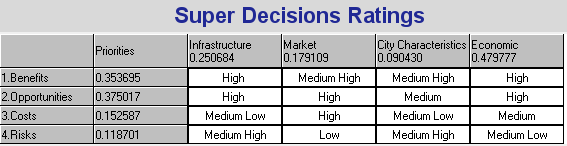 Super Decisions Ratings
Priorities Infrastructure Market City Characteristics Economic
0.250684 0.179109 0.090430 0.479777
1.Benefits 0.353695 High Medium High Medium High High
2.Opportunities 0.375017 High High Medium High
3.Costs 0.152587 Medium Low High Medium Low Medium
4.Risks 0.118701 Medium High Low Medium High Medium Low